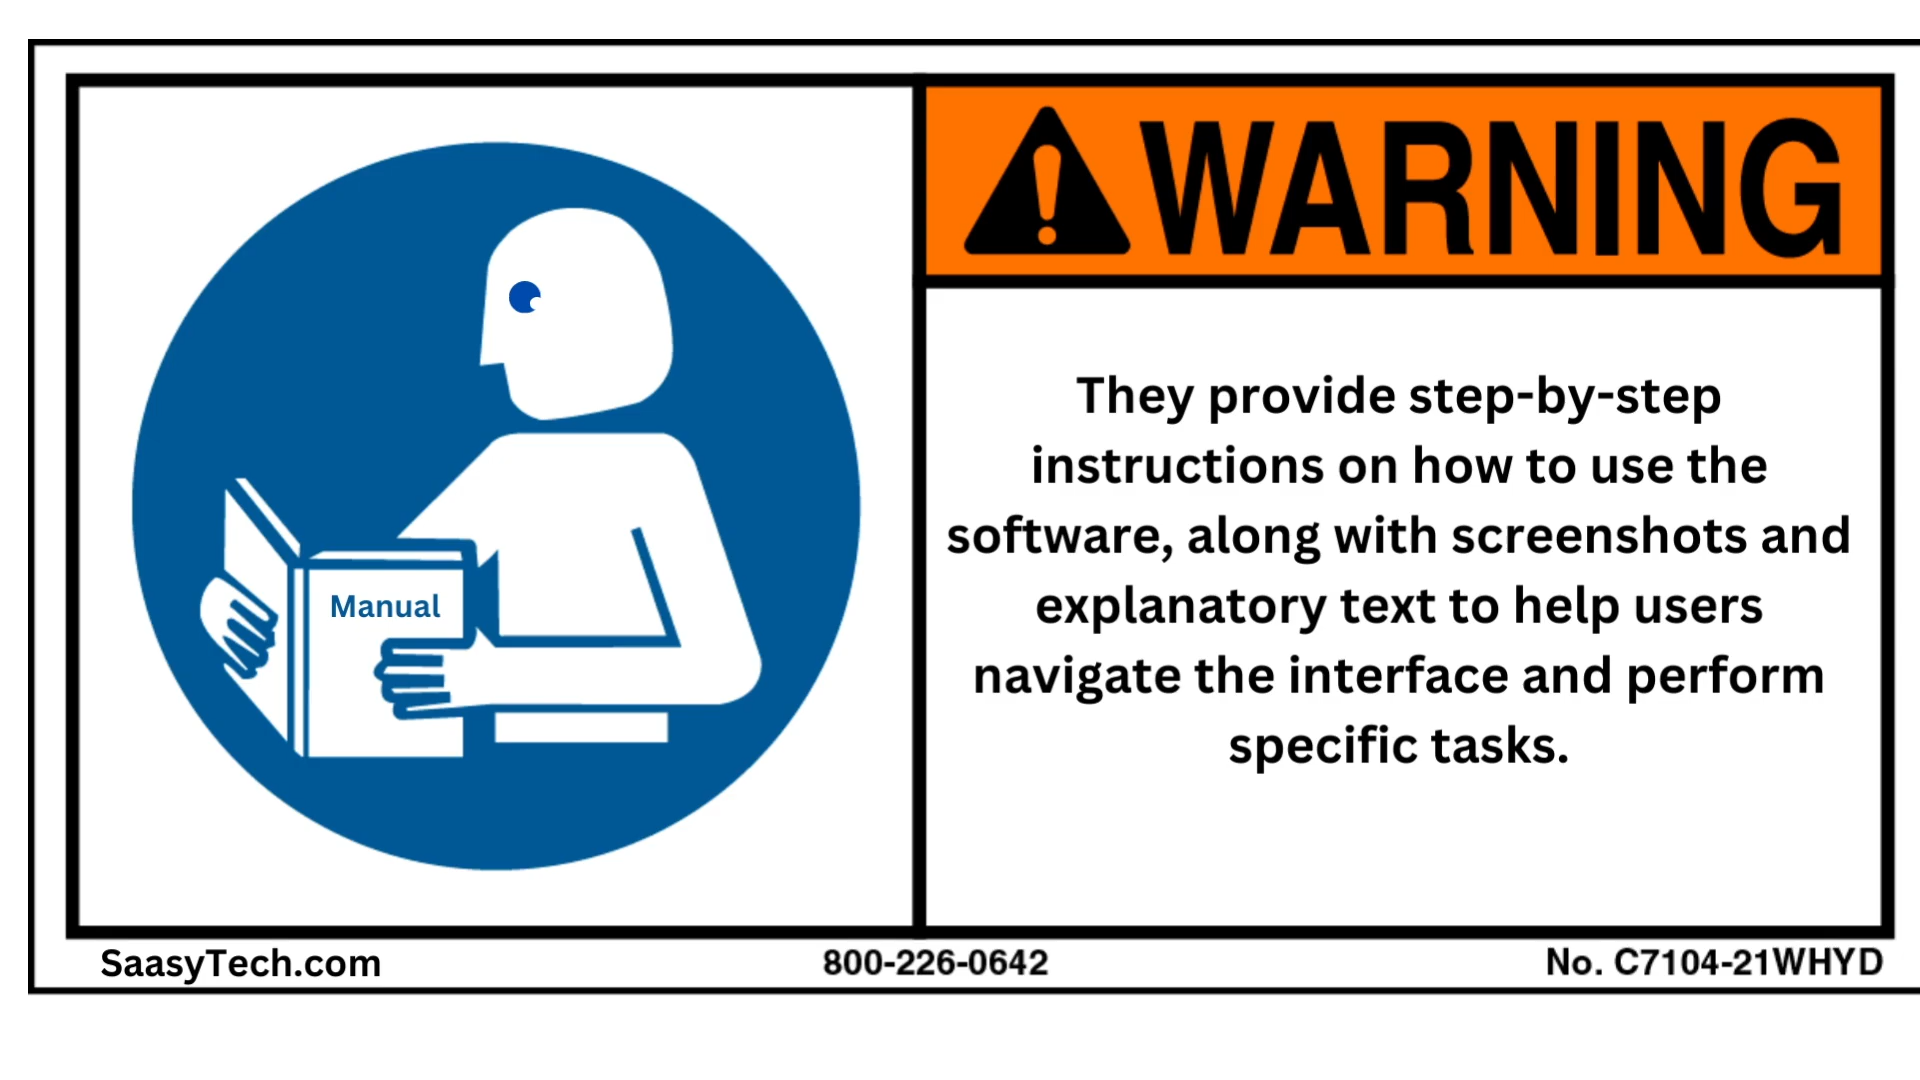 WARNING
Manual
They provide step-by-step
instructions on how to use the
software, along with screenshots and
explanatory text to help users
navigate the interface and perform
specific tasks.
SaasyTech.com
800-226-0642
No. C7104-21WHYD